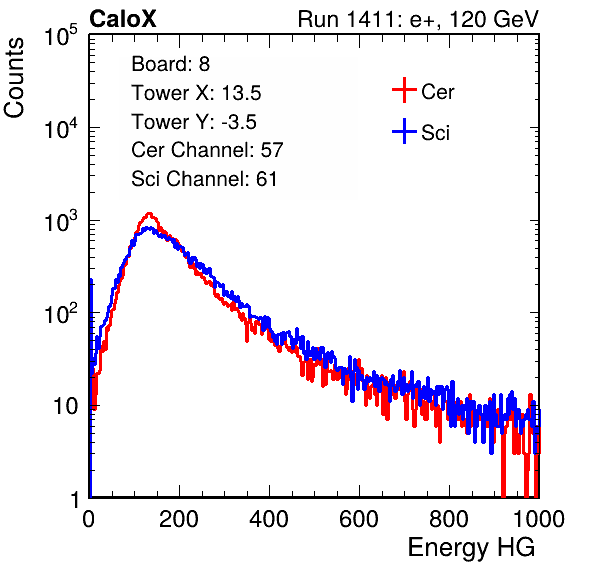 CaloX Run 1411: e+, 120 GeV
Counts
Board: 8
Tower X: 13.5
Tower Y: -3.5
Cer Channel: 57
Sci Channel: 61
Cer
Sci
10^5
10^4
10^3
10^2
10
1
0 200 400 600 800 1000
Energy HG